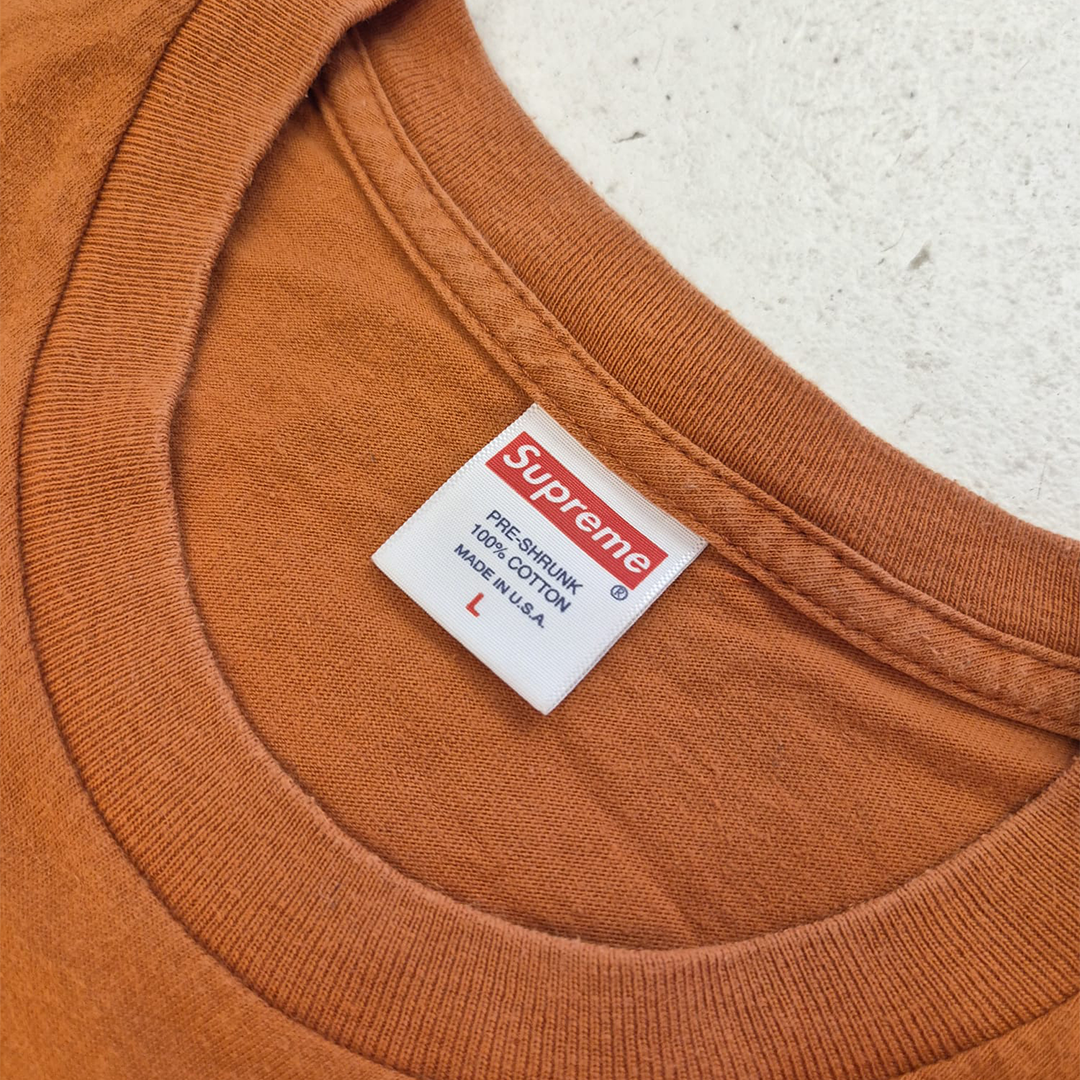 Supreme
®
PRE-SHRUNK
100% COTTON
MADE IN U.S.A.
L